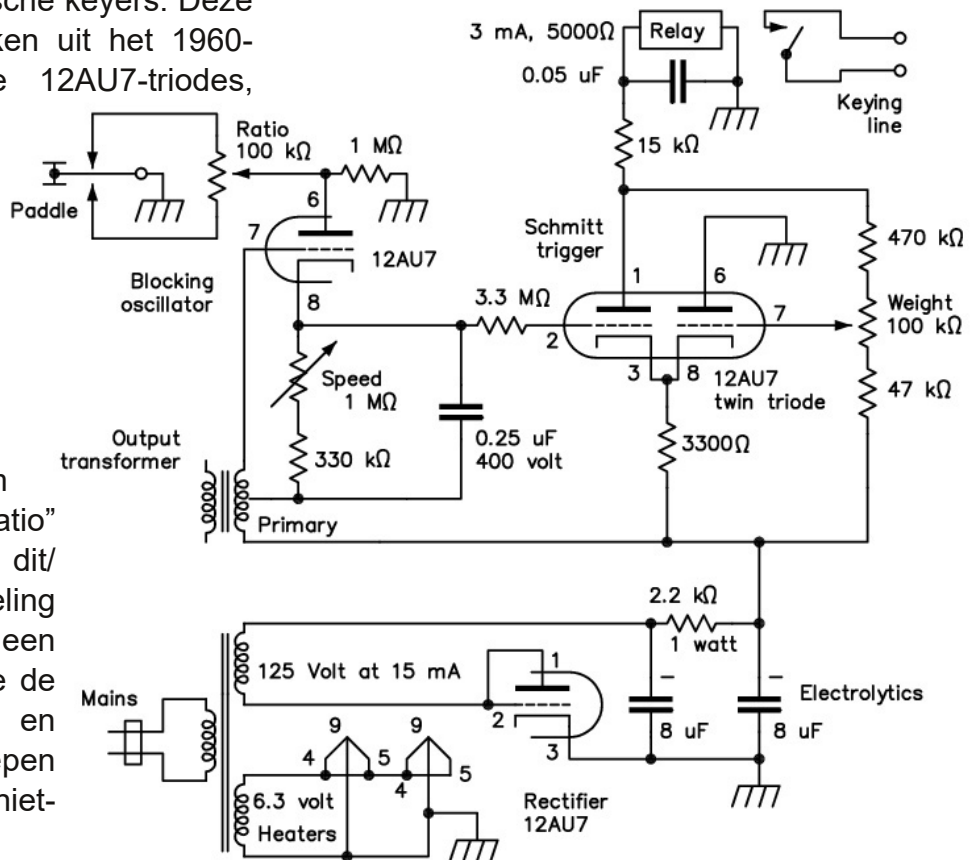 sche keyers. Deze
ken uit het 1960-
e 12AU7-triodes,
3 mA, 5000Ω
Relay
0.05 uF
Keying
line
15 kΩ
Ratio
100 kΩ
1 MΩ
Paddle
6
7
8
12AU7
Blocking
oscillator
Schmitt
trigger
1
6
470 kΩ
3.3 MΩ
2
7
Weight
100 kΩ
3
8
12AU7
twin triode
47 kΩ
Speed
1 MΩ
3300Ω
0.25 uF
400 volt
330 kΩ
Output
transformer
Primary
n
atio”
dit/
eling
een
e de
en
epen
niet-
2.2 kΩ
1 watt
125 Volt at 15 mA
1
2
3
–
–
Electrolytics
8 uF
8 uF
Mains
9
9
4
5
4
5
6.3 volt
Heaters
Rectifier
12AU7